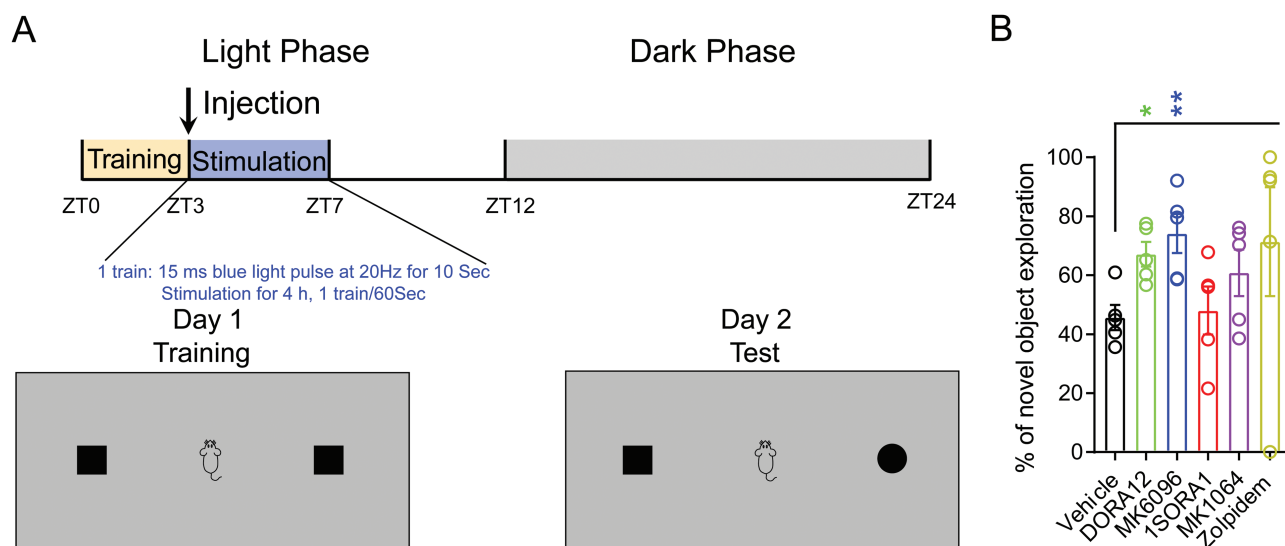 A
Light Phase
Dark Phase
Injection
Training
Stimulation
ZT0
ZT3
ZT7
ZT12
ZT24
1 train: 15 ms blue light pulse at 20Hz for 10 Sec
Stimulation for 4 h, 1 train/60Sec
Day 1
Training
Day 2
Test
B
*
**
% of novel object exploration
100
80
60
40
20
0
Vehicle
DORA12
MK6096
1SORA1
MK1064
Zolpidem